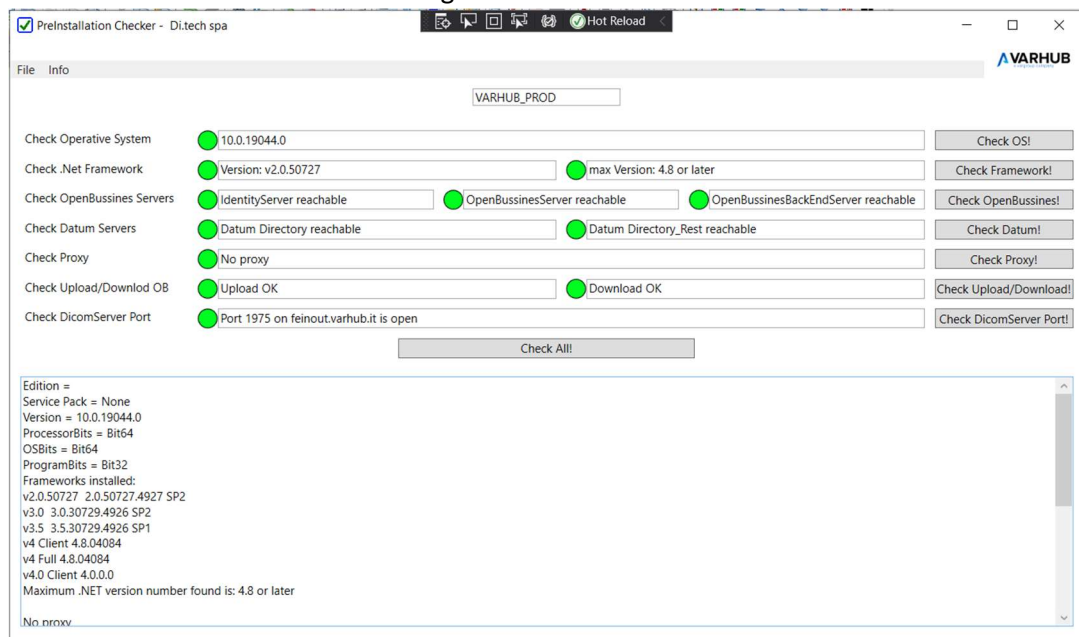 PreInstallation Checker - Di.tech spa
Hot Reload
VARHUB
File Info
VARHUB_PROD
Check Operative System 10.0.19044.0 Check OS!
Check .Net Framework Version: v2.0.50727 max Version: 4.8 or later Check Framework!
Check OpenBussines Servers IdentityServer reachable OpenBussinesServer reachable OpenBussinesBackEndServer reachable Check OpenBussines!
Check Datum Servers Datum Directory reachable Datum Directory_Rest reachable Check Datum!
Check Proxy No proxy Check Proxy!
Check Upload/Downlod OB Upload OK Download OK Check Upload/Download!
Check DicomServer Port Port 1975 on feinout.varhub.it is open Check DicomServer Port!
Check All!
Edition =
Service Pack = None
Version = 10.0.19044.0
ProcessorBits = Bit64
OSBits = Bit64
ProgramBits = Bit32
Frameworks installed:
v2.0.50727 2.0.50727.4927 SP2
v3.0 3.0.30729.4926 SP2
v3.5 3.5.30729.4926 SP1
v4 Client 4.8.04084
v4 Full 4.8.04084
v4.0 Client 4.0.0.0
Maximum .NET version number found is: 4.8 or later
No proxy